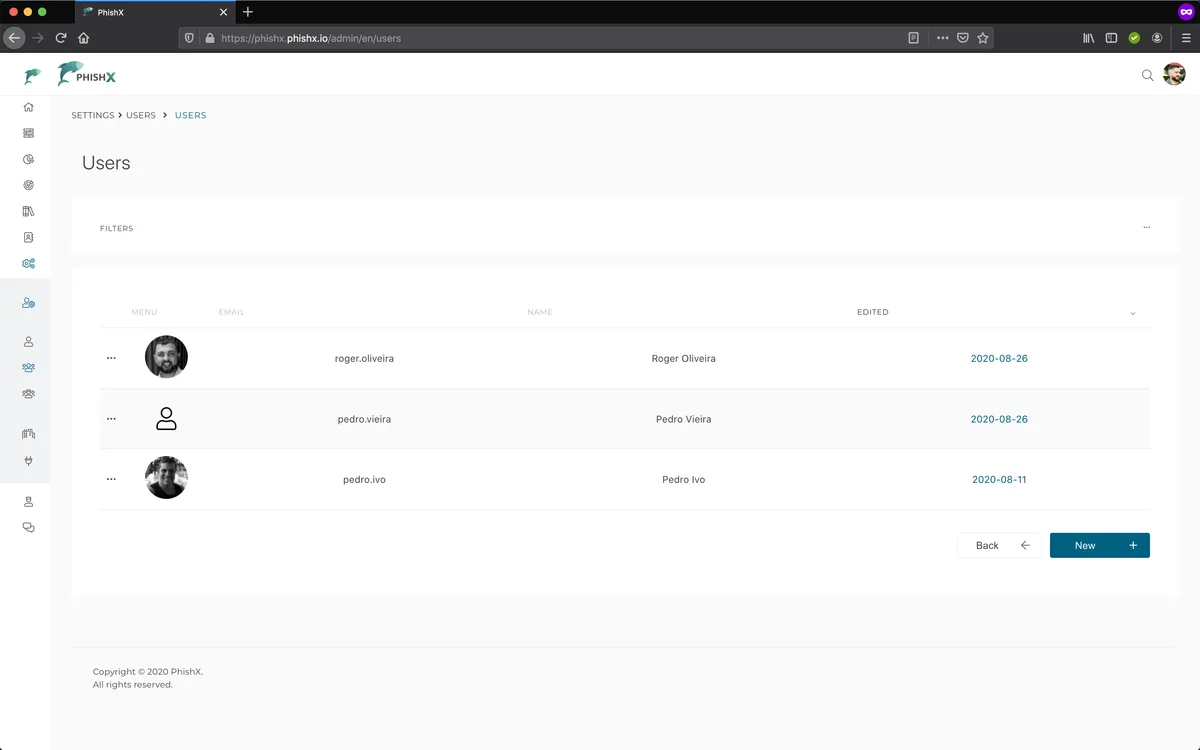 PhishX
https://phishx.phishx.io/admin/en/users
PHISHX
SETTINGS > USERS > USERS
Users
FILTERS
MENU EMAIL NAME EDITED
roger.oliveira Roger Oliveira 2020-08-26
pedro.vieira Pedro Vieira 2020-08-26
pedro.ivo Pedro Ivo 2020-08-11
Back New
Copyright © 2020 PhishX.
All rights reserved.